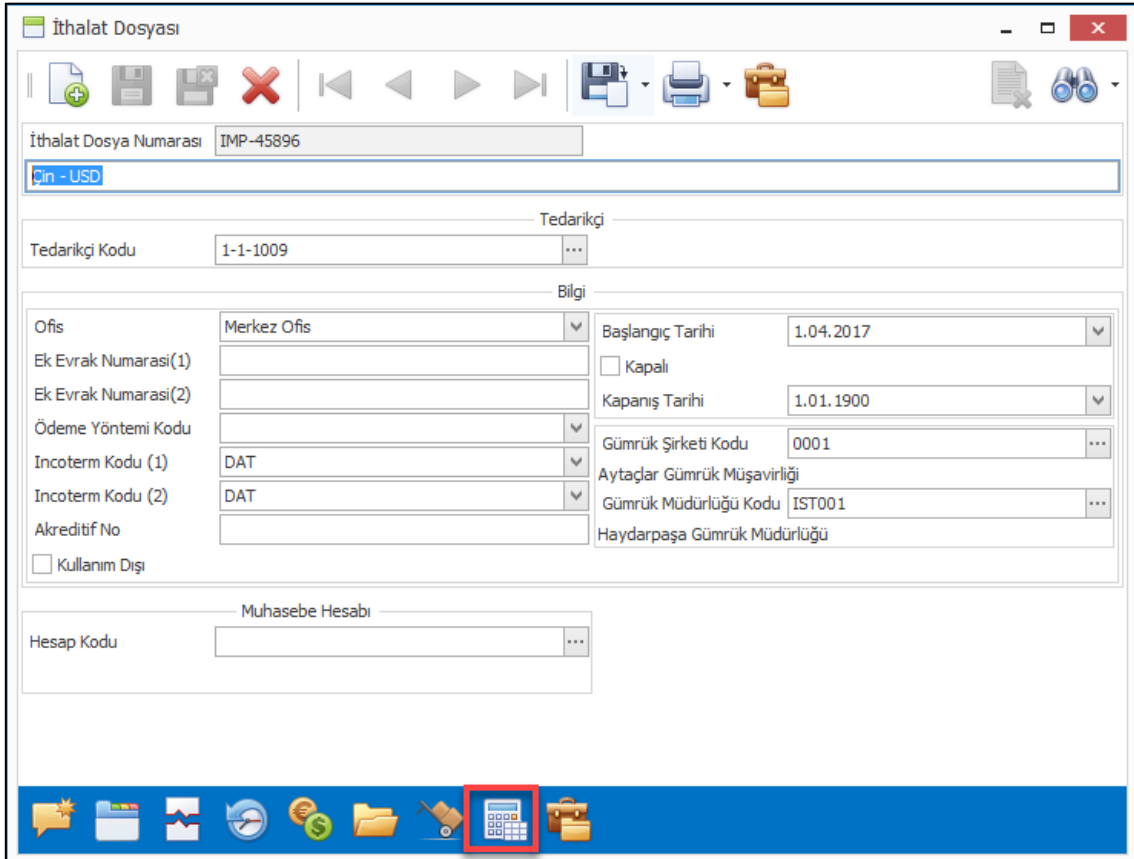 İthalat Dosyası
İthalat Dosya Numarası IMP-45896
Çin - USD
Tedarikçi
Tedarikçi Kodu 1-1-1009
Bilgi
Ofis Merkez Ofis
Ek Evrak Numarasi(1)
Ek Evrak Numarasi(2)
Ödeme Yöntemi Kodu
Incoterm Kodu (1) DAT
Incoterm Kodu (2) DAT
Akreditif No
Kullanım Dışı
Başlangıç Tarihi 1.04.2017
Kapalı
Kapanış Tarihi 1.01.1900
Gümrük Şirketi Kodu 0001
Aytaçlar Gümrük Müşavirliği
Gümrük Müdürlüğü Kodu IST001
Haydarpaşa Gümrük Müdürlüğü
Muhasebe Hesabı
Hesap Kodu